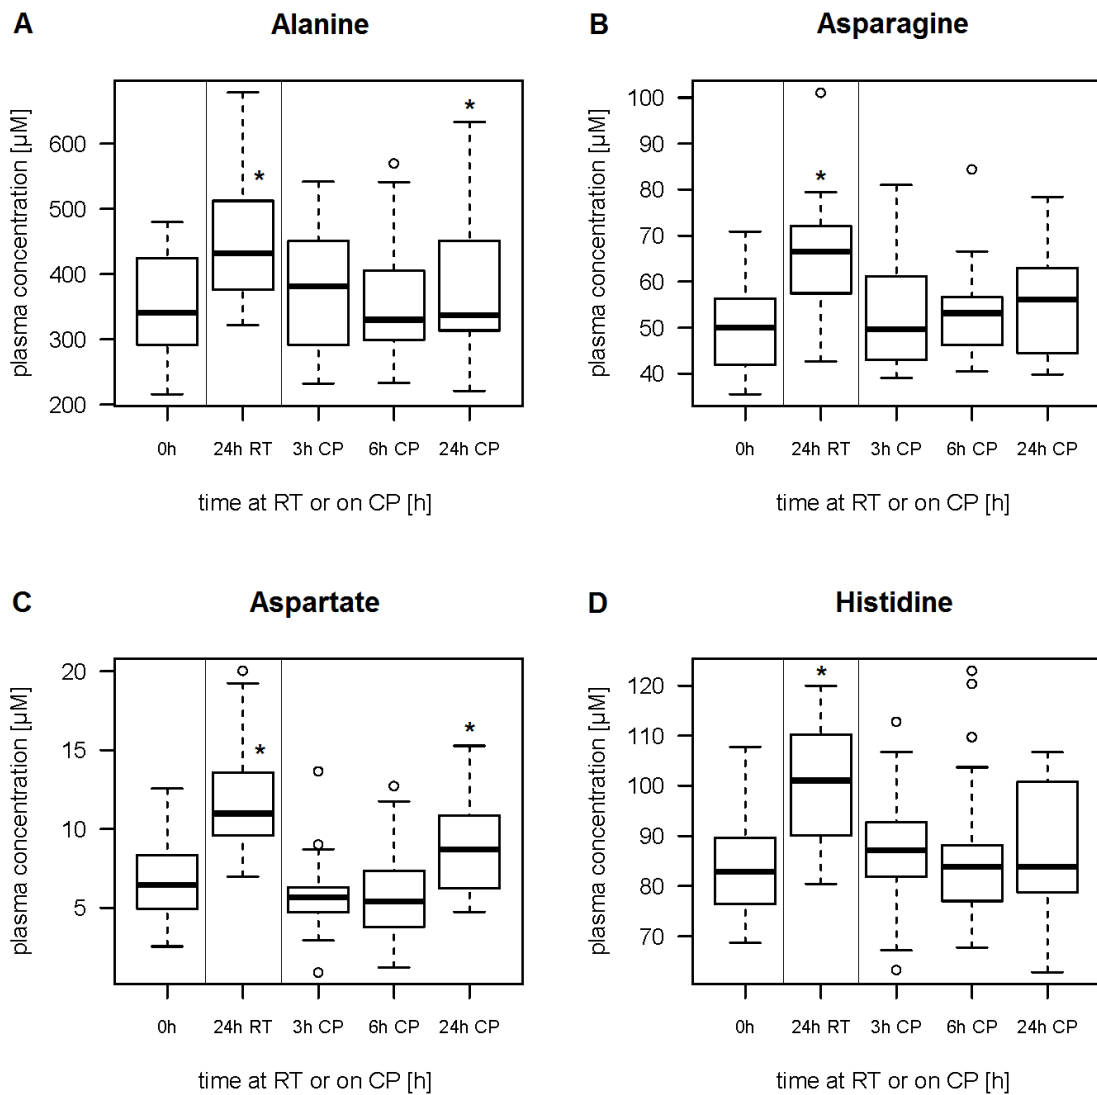 A Alanine
plasma concentration [µM]
600
500
400
300
200
*
*
0h 24h RT 3h CP 6h CP 24h CP
time at RT or on CP [h]
B Asparagine
plasma concentration [µM]
100
90
80
70
60
50
40
*
0h 24h RT 3h CP 6h CP 24h CP
time at RT or on CP [h]
C Aspartate
plasma concentration [µM]
20
15
10
5
*
*
0h 24h RT 3h CP 6h CP 24h CP
time at RT or on CP [h]
D Histidine
plasma concentration [µM]
120
110
100
90
80
70
*
0h 24h RT 3h CP 6h CP 24h CP
time at RT or on CP [h]